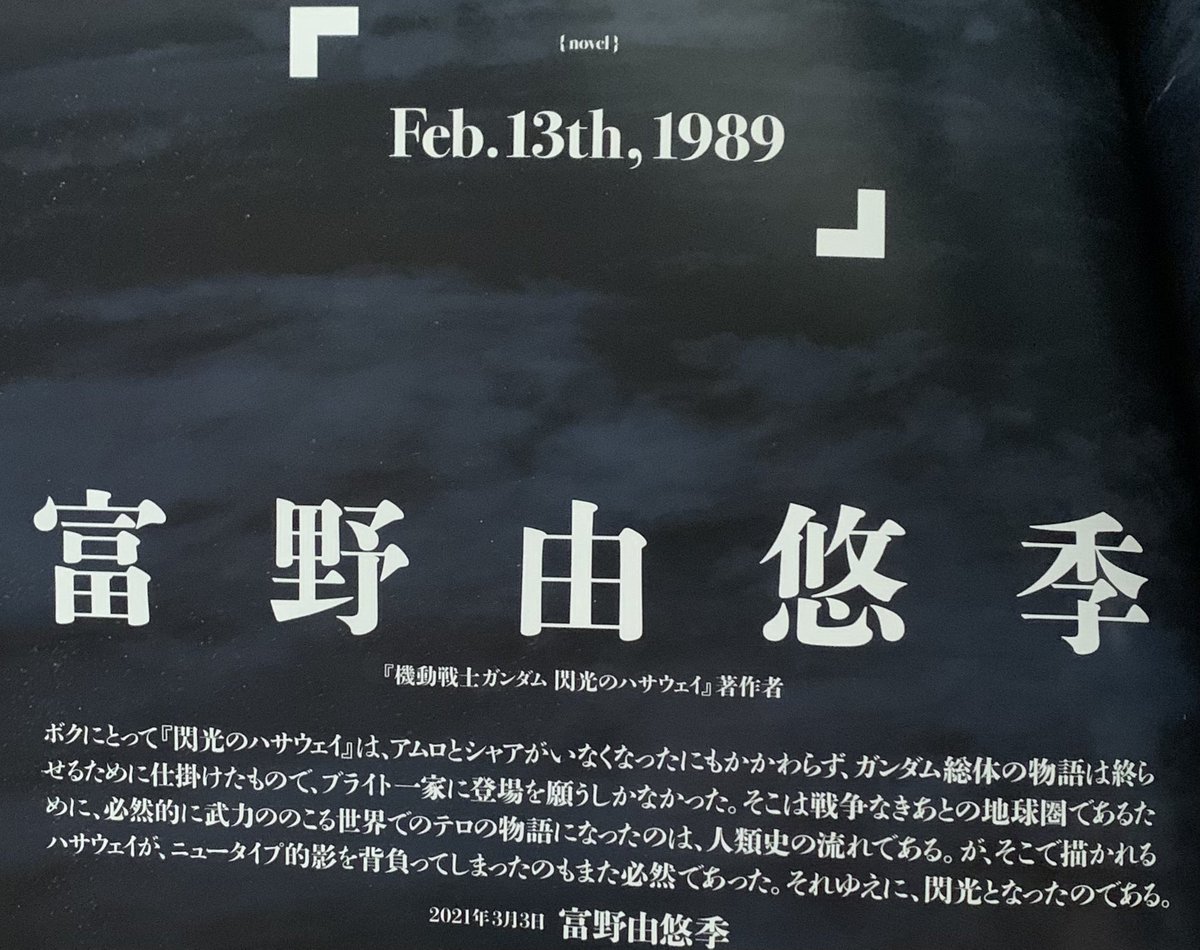 {novel}
Feb.13th,1989
富野由悠季
『機動戦士ガンダム 閃光のハサウェイ』著作者
ボクにとって『閃光のハサウェイ』は、アムロとシャアがいなくなったにもかかわらず、ガンダム総体の物語は終ら
せるために仕掛けたもので、ブライト一家に登場を願うしかなかった。そこは戦争なきあとの地球圏であるた
めに、必然的に武力ののこる世界でのテロの物語になったのは、人類史の流れである。が、そこで描かれる
ハサウェイが、ニュータイプ的影を背負ってしまったのもまた必然であった。それゆえに、閃光となったのである。
2021年3月3日 富野由悠季